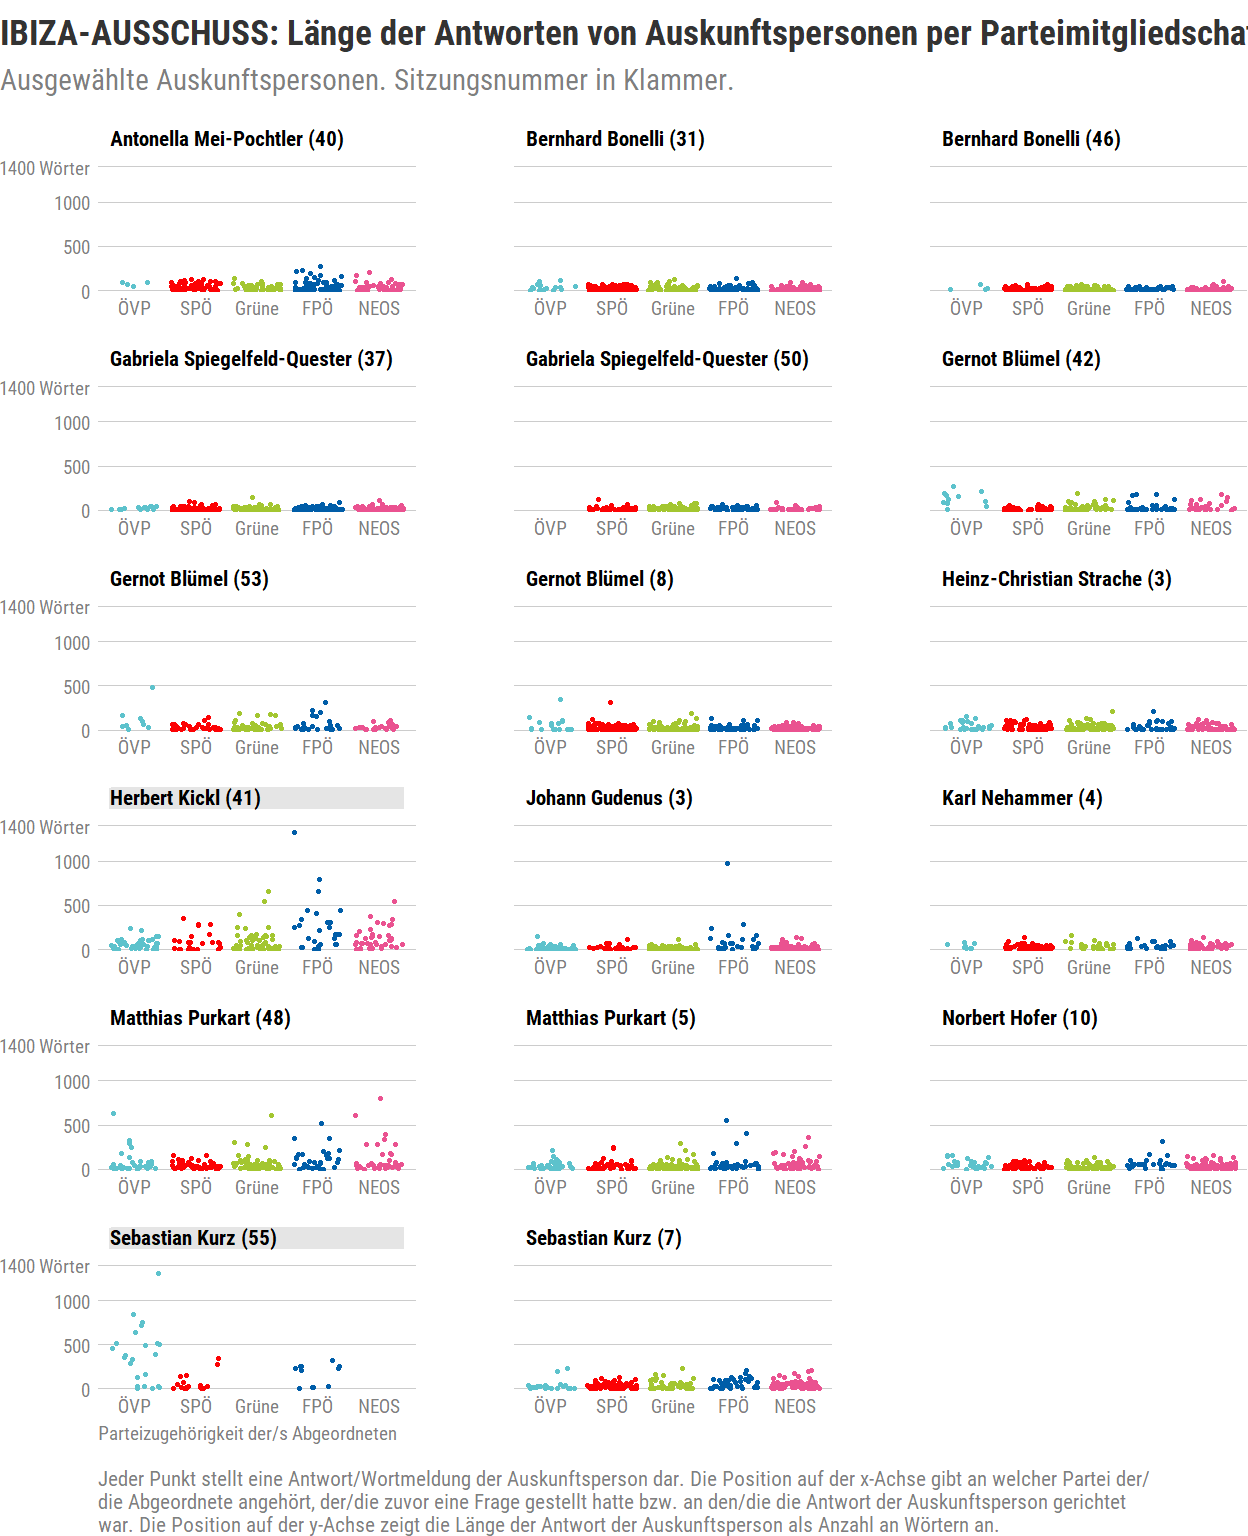 IBIZA-AUSSCHUSS: Länge der Antworten von Auskunftspersonen per Parteimitgliedscha
Ausgewählte Auskunftspersonen. Sitzungsnummer in Klammer.
Antonella Mei-Pochtler (40) Bernhard Bonelli (31) Bernhard Bonelli (46)
1400 Wörter
1000
500
0
ÖVP SPÖ Grüne FPÖ NEOS ÖVP SPÖ Grüne FPÖ NEOS ÖVP SPÖ Grüne FPÖ NEOS
Gabriela Spiegelfeld-Quester (37) Gabriela Spiegelfeld-Quester (50) Gernot Blümel (42)
1400 Wörter
1000
500
0
ÖVP SPÖ Grüne FPÖ NEOS ÖVP SPÖ Grüne FPÖ NEOS ÖVP SPÖ Grüne FPÖ NEOS
Gernot Blümel (53) Gernot Blümel (8) Heinz-Christian Strache (3)
1400 Wörter
1000
500
0
ÖVP SPÖ Grüne FPÖ NEOS ÖVP SPÖ Grüne FPÖ NEOS ÖVP SPÖ Grüne FPÖ NEOS
Herbert Kickl (41) Johann Gudenus (3) Karl Nehammer (4)
1400 Wörter
1000
500
0
ÖVP SPÖ Grüne FPÖ NEOS ÖVP SPÖ Grüne FPÖ NEOS ÖVP SPÖ Grüne FPÖ NEOS
Matthias Purkart (48) Matthias Purkart (5) Norbert Hofer (10)
1400 Wörter
1000
500
0
ÖVP SPÖ Grüne FPÖ NEOS ÖVP SPÖ Grüne FPÖ NEOS ÖVP SPÖ Grüne FPÖ NEOS
Sebastian Kurz (55) Sebastian Kurz (7)
1400 Wörter
1000
500
0
ÖVP SPÖ Grüne FPÖ NEOS ÖVP SPÖ Grüne FPÖ NEOS
Parteizugehörigkeit der/s Abgeordneten
Jeder Punkt stellt eine Antwort/Wortmeldung der Auskunftsperson dar. Die Position auf der x-Achse gibt an welcher Partei der/
die Abgeordnete angehört, der/die zuvor eine Frage gestellt hatte bzw. an den/die die Antwort der Auskunftsperson gerichtet
war. Die Position auf der y-Achse zeigt die Länge der Antwort der Auskunftsperson als Anzahl an Wörtern an.